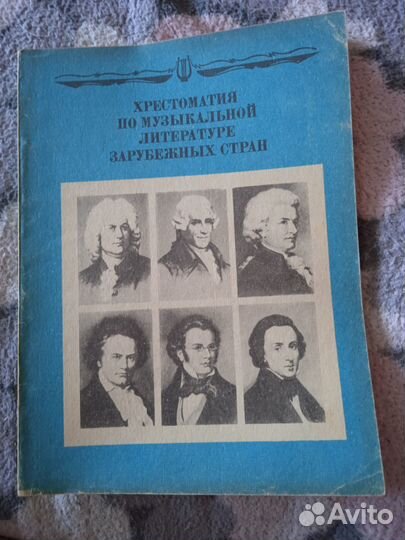 ХРЕСТОМАТИЯ
ПО МУЗЫКАЛЬНОЙ
ЛИТЕРАТУРЕ
ЗАРУБЕЖНЫХ СТРАН
Avito